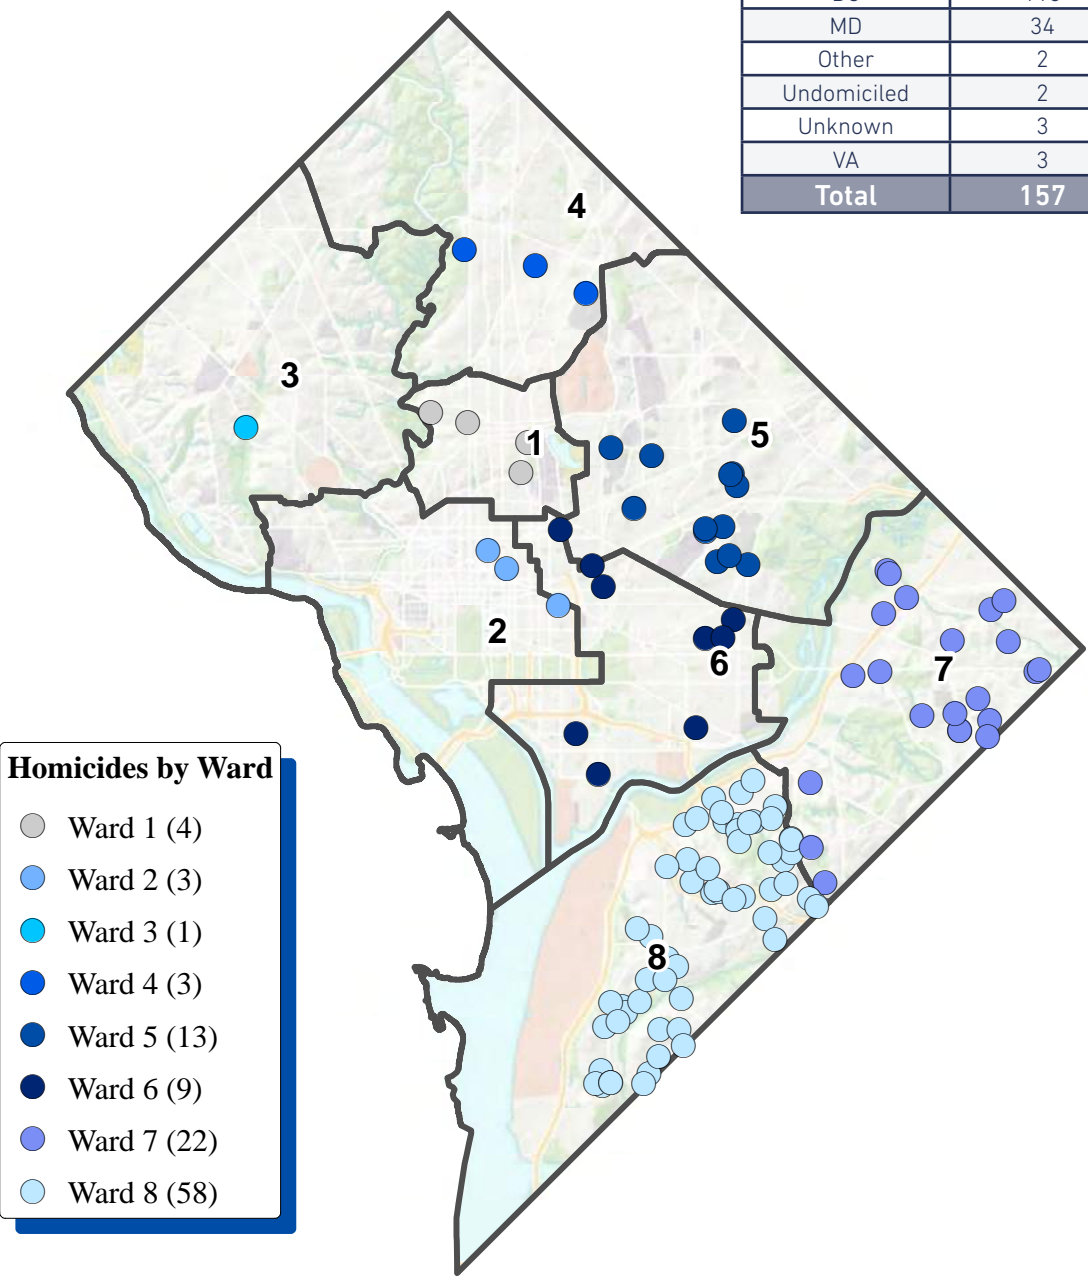 MD 34
Other 2
Undomiciled 2
Unknown 3
VA 3
Total 157
4
3
1
5
2
6
7
8
Homicides by Ward
Ward 1 (4)
Ward 2 (3)
Ward 3 (1)
Ward 4 (3)
Ward 5 (13)
Ward 6 (9)
Ward 7 (22)
Ward 8 (58)